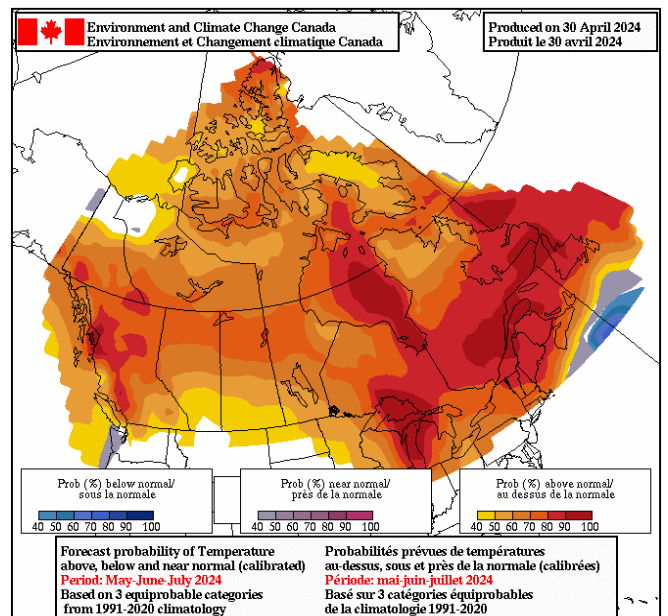 Environment and Climate Change Canada
Environnement et Changement climatique Canada
Produced on 30 April 2024
Produit le 30 avril 2024
Prob (%) below normal/
sous la normale
40 50 60 70 80 90 100
Prob (%) near normal/
près de la normale
40 50 60 70 80 90 100
Prob (%) above normal/
au dessus de la normale
40 50 60 70 80 90 100
Forecast probability of Temperature
above, below and near normal (calibrated)
Period: May-June-July 2024
Based on 3 equiprobable categories
from 1991-2020 climatology
Probabilités prévues de températures
au-dessus, sous et près de la normale (calibrées)
Période: mai-juin-juillet 2024
Basé sur 3 catégories équiprobables
de la climatologie 1991-2020